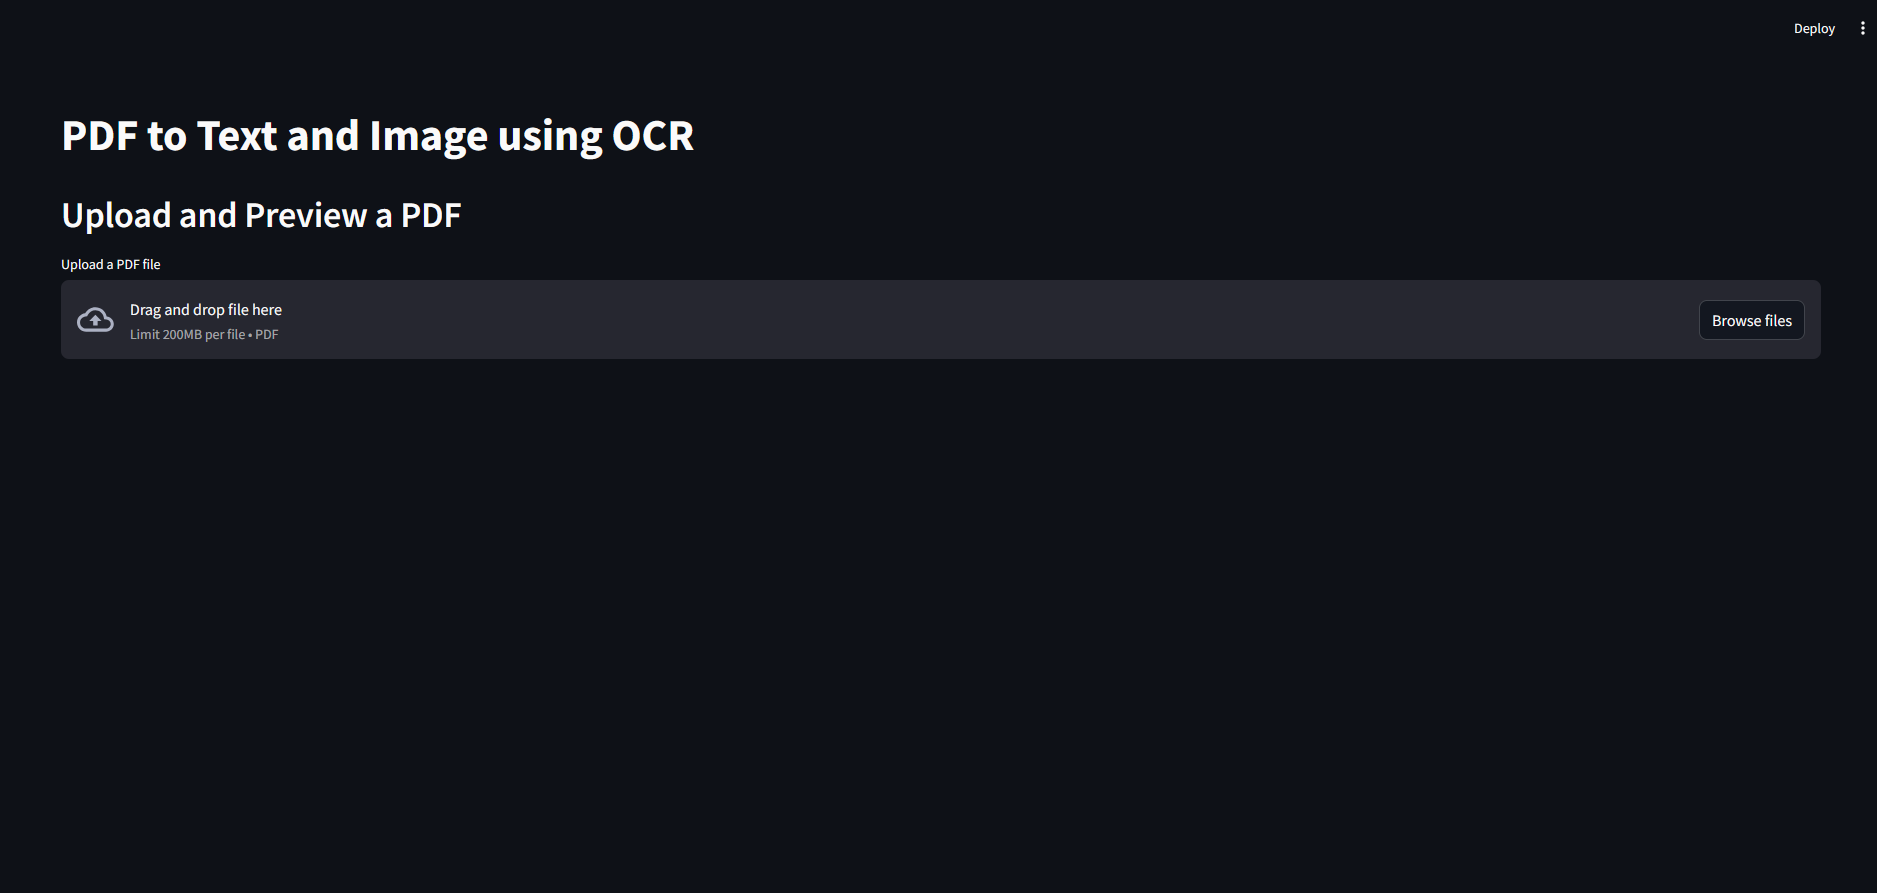 Deploy
PDF to Text and Image using OCR
Upload and Preview a PDF
Upload a PDF file
Drag and drop file here
Limit 200MB per file • PDF
Browse files